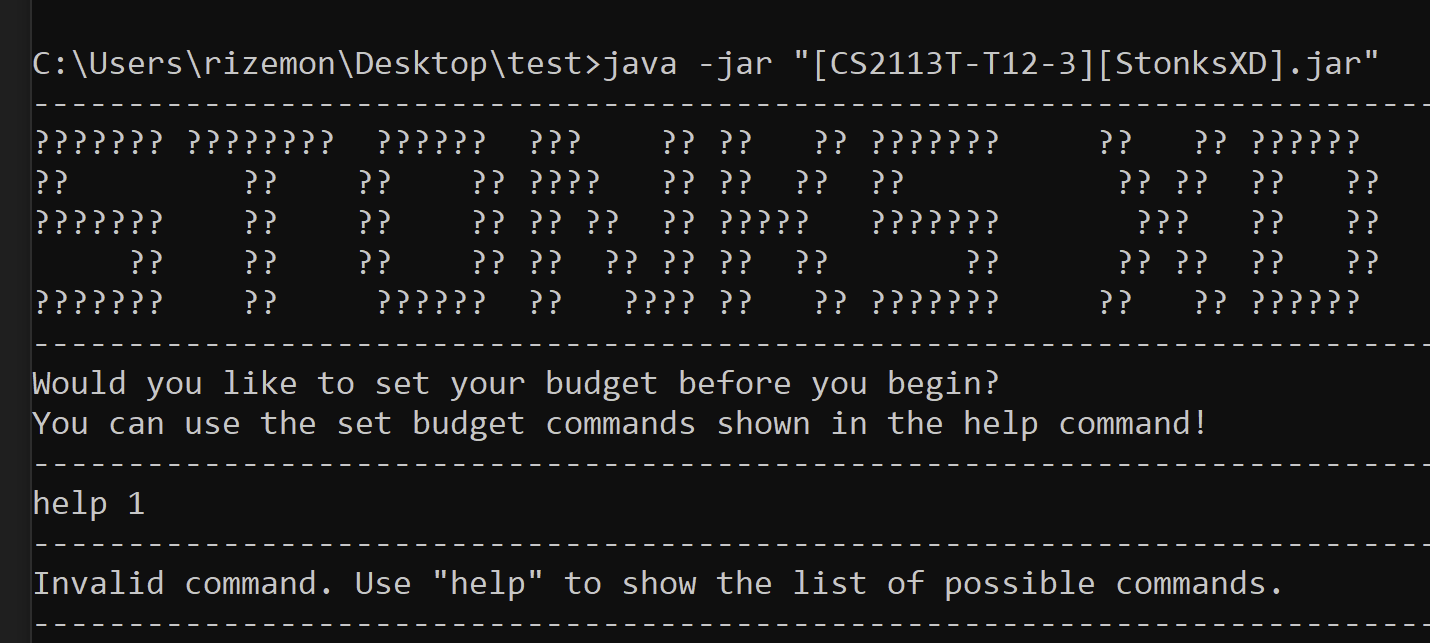 C:\Users\rizemon\Desktop\test>java -jar "[CS2113T-T12-3][StonksXD].jar"
--------------------------------------------------------------------------
??????? ????????  ??????  ???    ?? ??   ?? ???????     ??   ?? ??????
??         ??    ??    ?? ????   ?? ??  ??  ??           ?? ??  ??   ??
???????    ??    ??    ?? ?? ??  ?? ?????   ???????       ???   ??   ??
     ??    ??    ??    ?? ??  ?? ?? ??  ??       ??      ?? ??  ??   ??
???????    ??     ??????  ??   ???? ??   ?? ???????     ??   ?? ??????
--------------------------------------------------------------------------
Would you like to set your budget before you begin?
You can use the set budget commands shown in the help command!
--------------------------------------------------------------------------
help 1
--------------------------------------------------------------------------
Invalid command. Use "help" to show the list of possible commands.
--------------------------------------------------------------------------